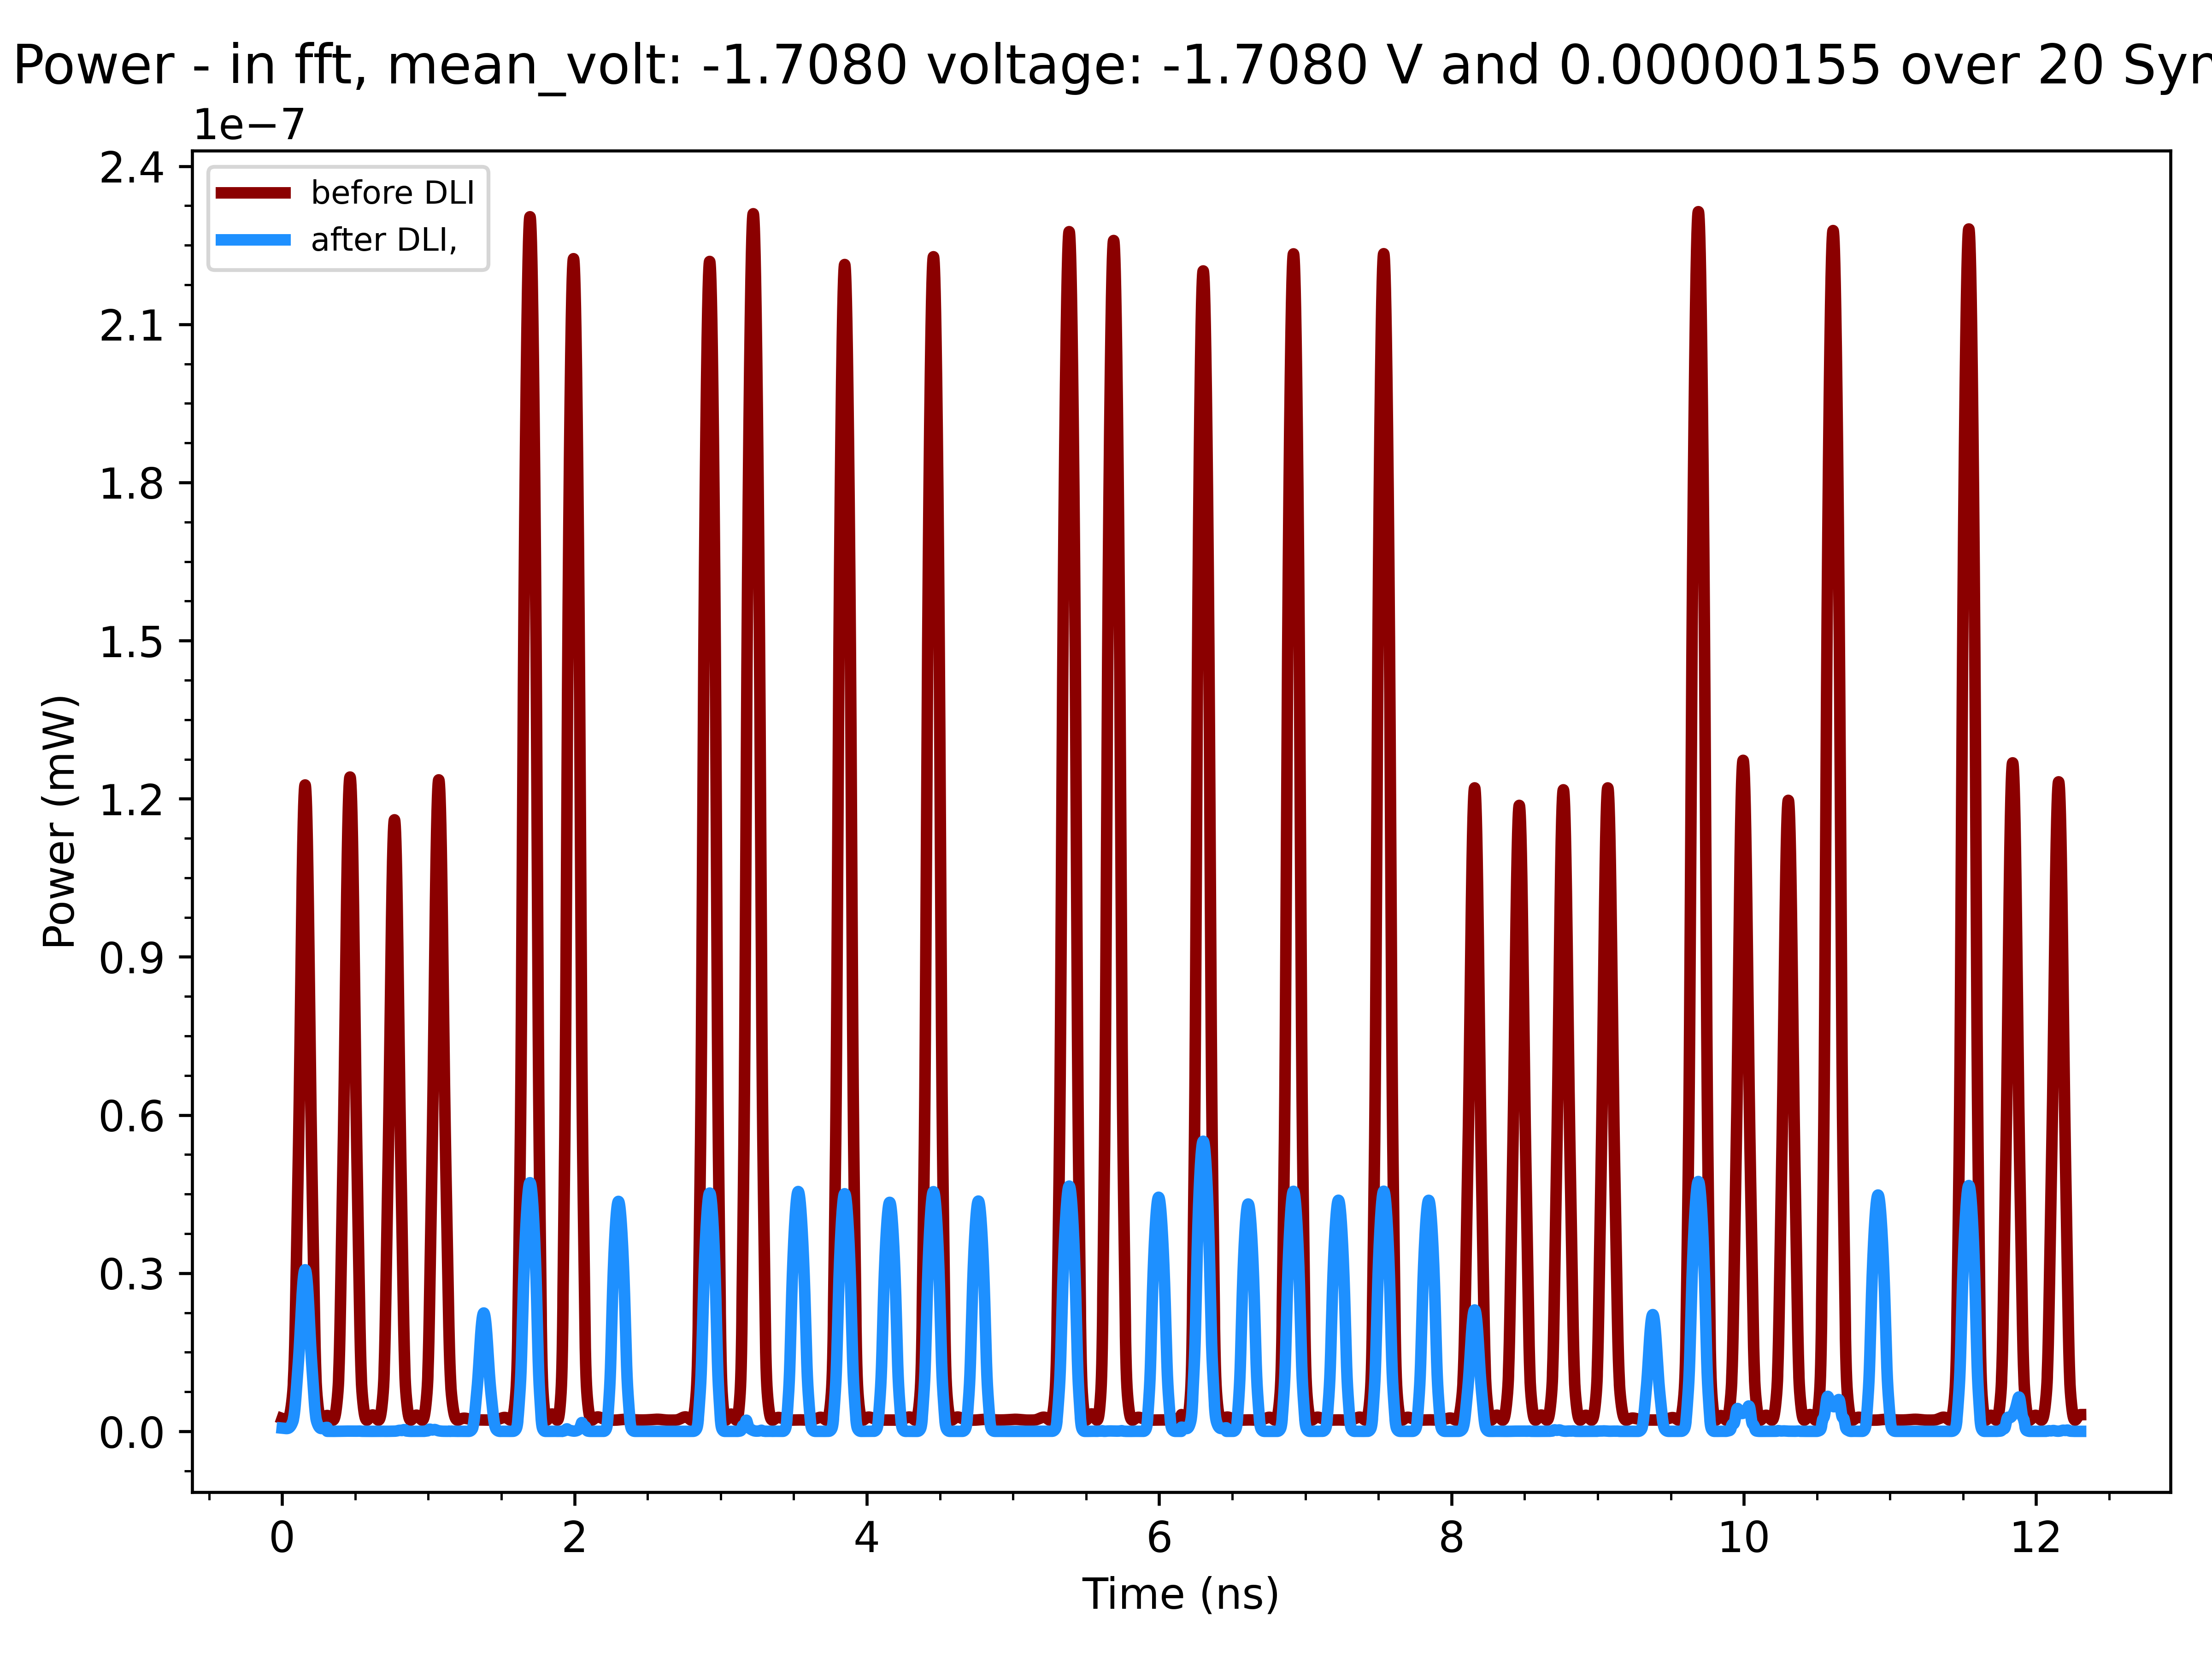 Power - in fft, mean_volt: -1.7080 voltage: -1.7080 V and 0.00000155 over 20
1e−7
2.4
2.1
1.8
1.5
1.2
0.9
0.6
0.3
0.0
before DLI
after DLI,
Power (mW)
0 2 4 6 8 10 12
Time (ns)